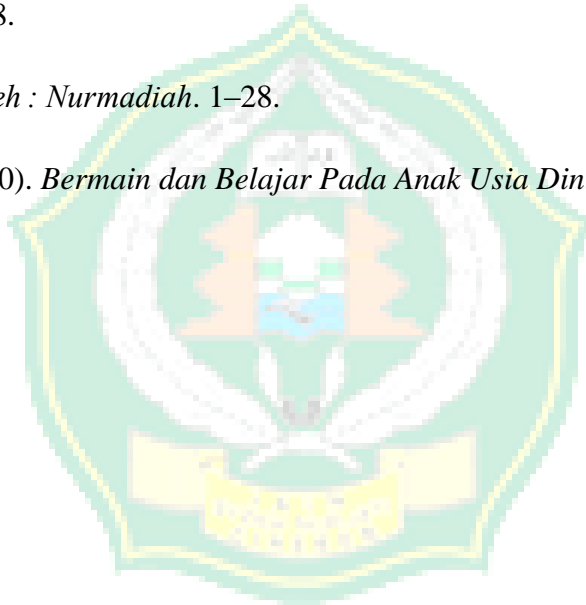 8.
eh : Nurmadiah. 1–28.
0). Bermain dan Belajar Pada Anak Usia Din